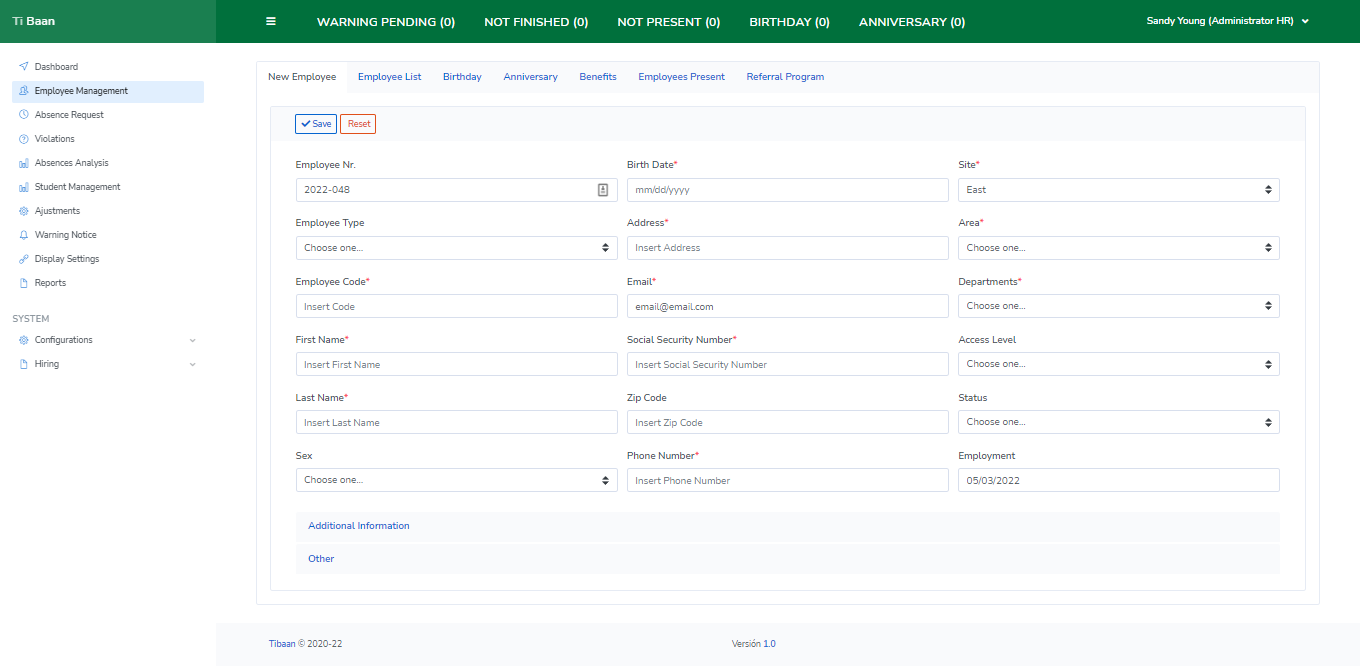 Ti Baan
WARNING PENDING (0) NOT FINISHED (0) NOT PRESENT (0) BIRTHDAY (0) ANNIVERSARY (0)
Sandy Young (Administrator HR)
Dashboard
Employee Management
Absence Request
Violations
Absences Analysis
Student Management
Ajustments
Warning Notice
Display Settings
Reports
SYSTEM
Configurations
Hiring
New Employee Employee List Birthday Anniversary Benefits Employees Present Referral Program
Save Reset
Employee Nr. Birth Date* Site*
2022-048 mm/dd/yyyy East
Employee Type Address* Area*
Choose one... Insert Address Choose one...
Employee Code* Email* Departments*
Insert Code email@email.com Choose one...
First Name* Social Security Number* Access Level
Insert First Name Insert Social Security Number Choose one...
Last Name* Zip Code Status
Insert Last Name Insert Zip Code Choose one...
Sex Phone Number* Employment
Choose one... Insert Phone Number 05/03/2022
Additional Information
Other
Tibaan © 2020-22 Versión 1.0